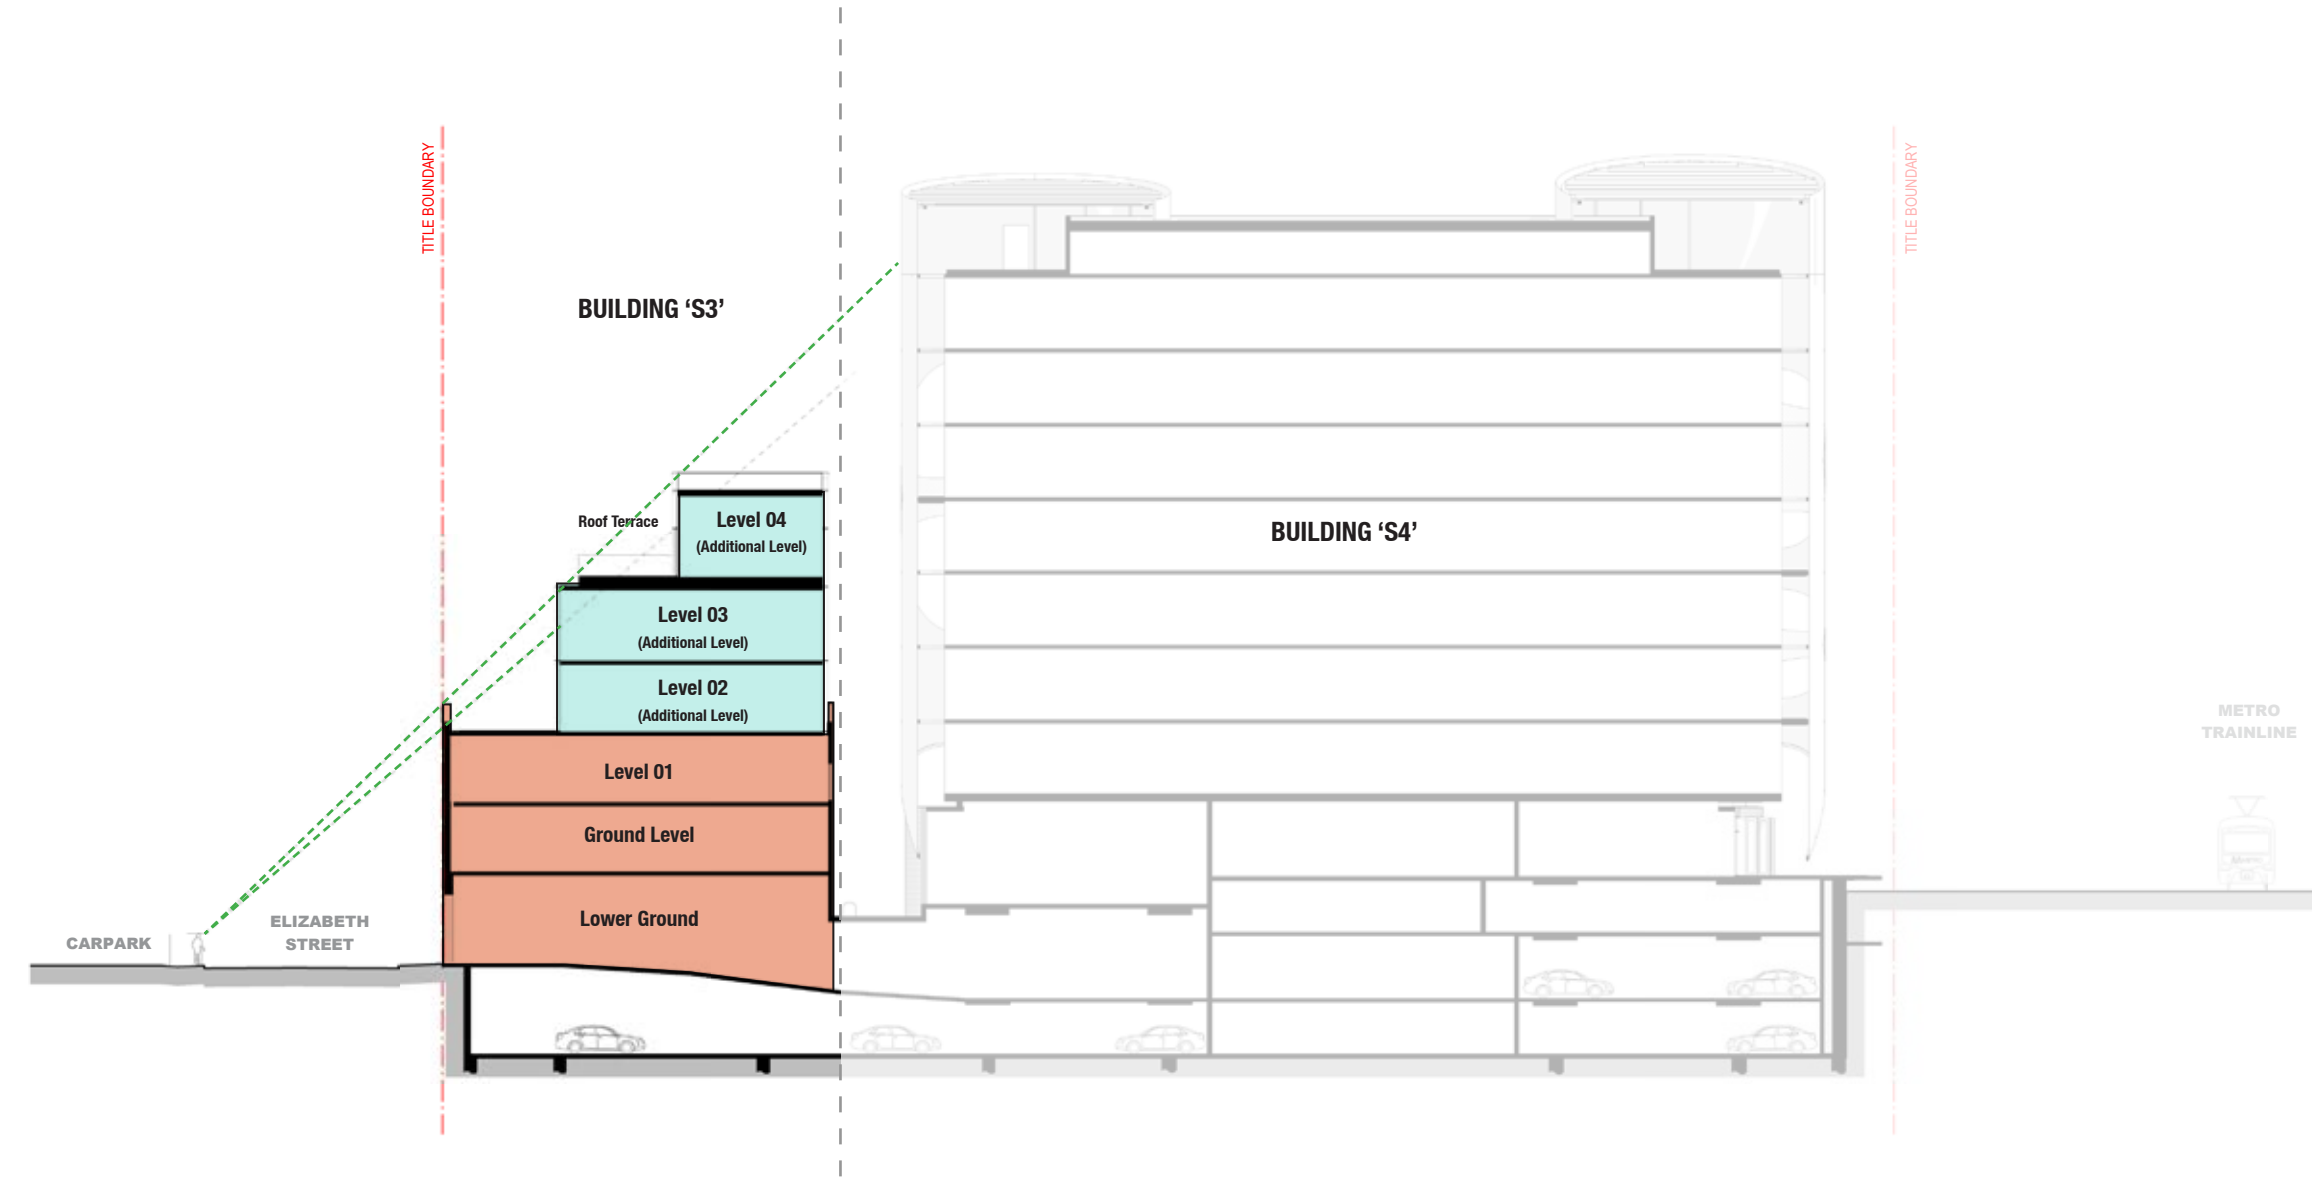 TITLE BOUNDARY
TITLE BOUNDARY
BUILDING ‘S3’
Roof Terrace
Level 04
(Additional Level)
BUILDING ‘S4’
Level 03
(Additional Level)
Level 02
(Additional Level)
METRO
TRAINLINE
Level 01
Ground Level
Lower Ground
ELIZABETH
STREET
CARPARK